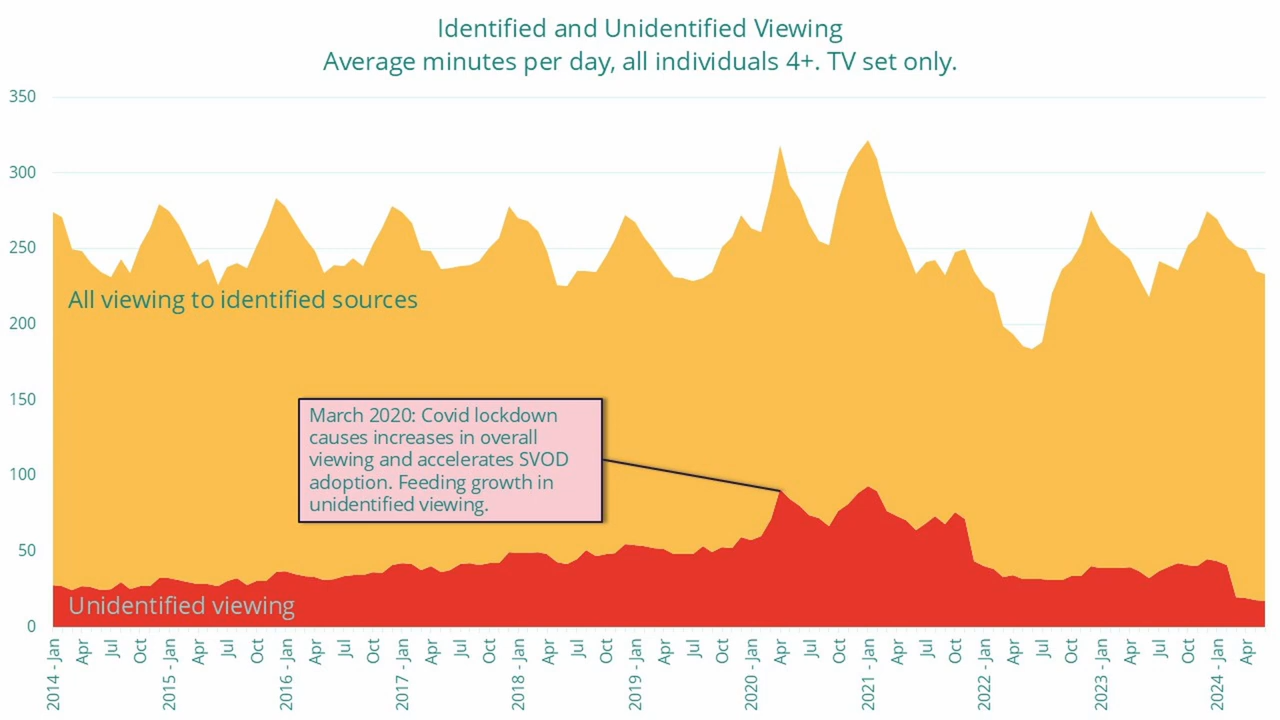 Identified and Unidentified Viewing
Average minutes per day, all individuals 4+. TV set only.
350
300
250
200
150
100
50
0
All viewing to identified sources
March 2020: Covid lockdown
causes increases in overall
viewing and accelerates SVOD
adoption. Feeding growth in
unidentified viewing.
Unidentified viewing
2014 - Jan
Apr
Jul
Oct
2015 - Jan
Apr
Jul
Oct
2016 - Jan
Apr
Jul
Oct
2017 - Jan
Apr
Jul
Oct
2018 - Jan
Apr
Jul
Oct
2019 - Jan
Apr
Jul
Oct
2020 - Jan
Apr
Jul
Oct
2021 - Jan
Apr
Jul
Oct
2022 - Jan
Apr
Jul
Oct
2023 - Jan
Apr
Jul
Oct
2024 - Jan
Apr